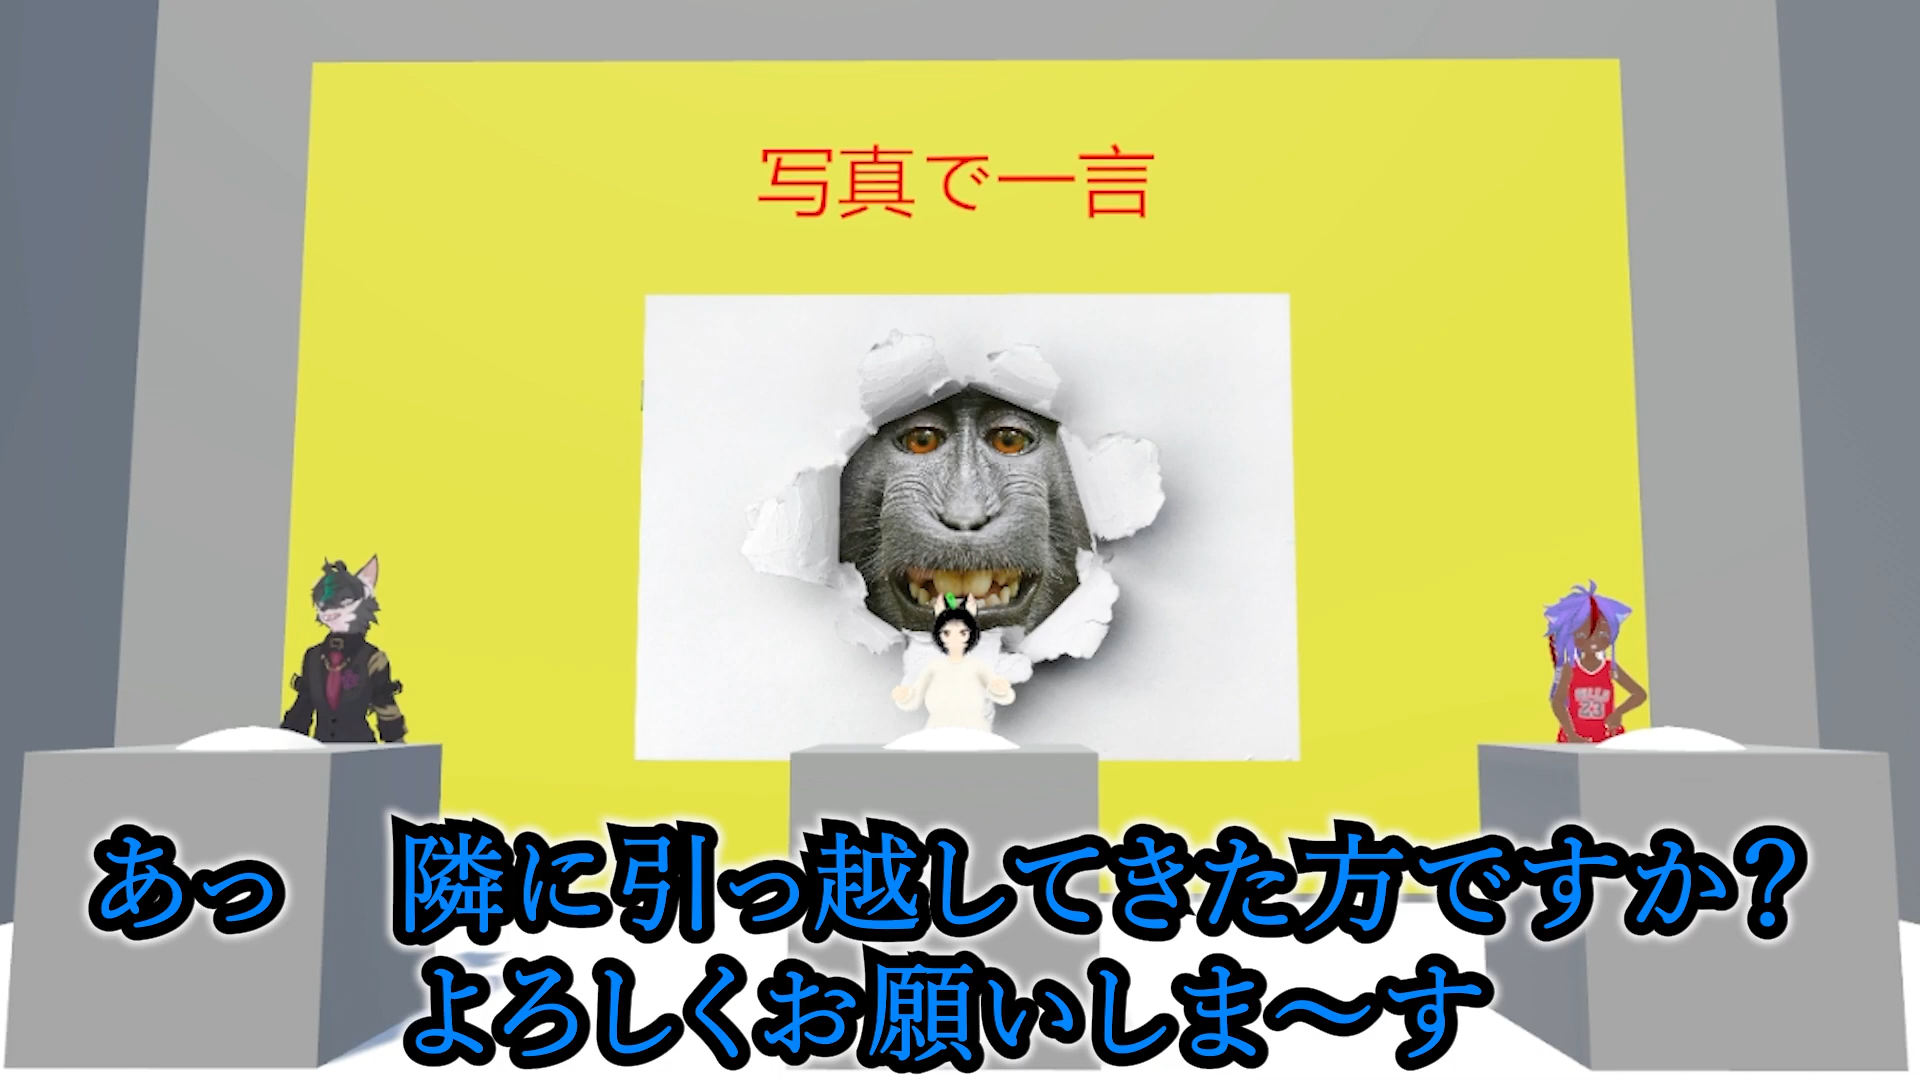 写真で一言
あっ　隣に引っ越してきた方ですか？
よろしくお願いしま～す
23